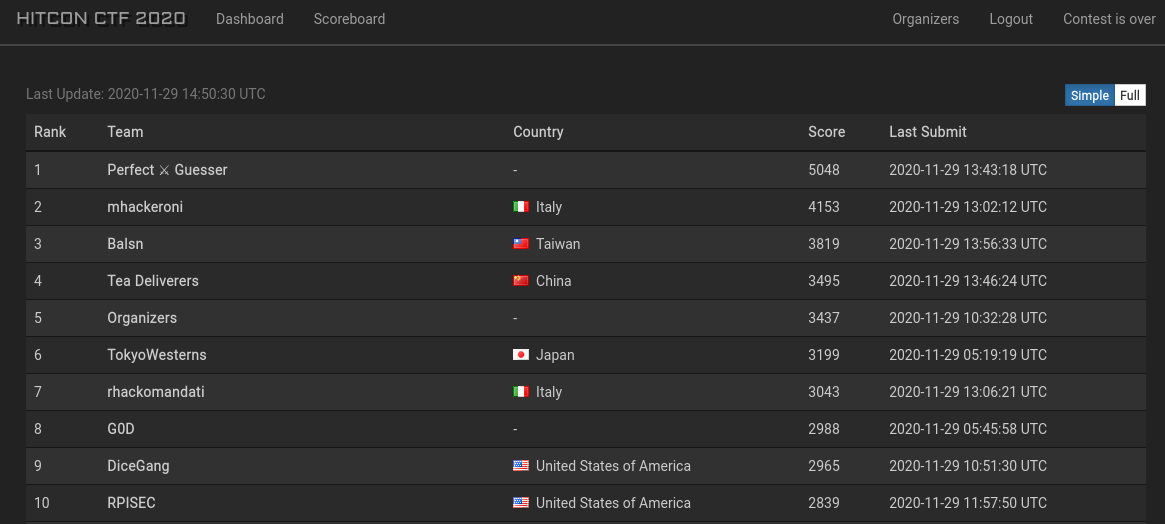 HITCON CTF 2020 Dashboard Scoreboard Organizers Logout Contest is over
Last Update: 2020-11-29 14:50:30 UTC Simple Full
Rank Team Country Score Last Submit
1 Perfect ⚔ Guesser - 5048 2020-11-29 13:43:18 UTC
2 mhackeroni Italy 4153 2020-11-29 13:02:12 UTC
3 Balsn Taiwan 3819 2020-11-29 13:56:33 UTC
4 Tea Deliverers China 3495 2020-11-29 13:46:24 UTC
5 Organizers - 3437 2020-11-29 10:32:28 UTC
6 TokyoWesterns Japan 3199 2020-11-29 05:19:19 UTC
7 rhackomandati Italy 3043 2020-11-29 13:06:21 UTC
8 G0D - 2988 2020-11-29 05:45:58 UTC
9 DiceGang United States of America 2965 2020-11-29 10:51:30 UTC
10 RPISEC United States of America 2839 2020-11-29 11:57:50 UTC